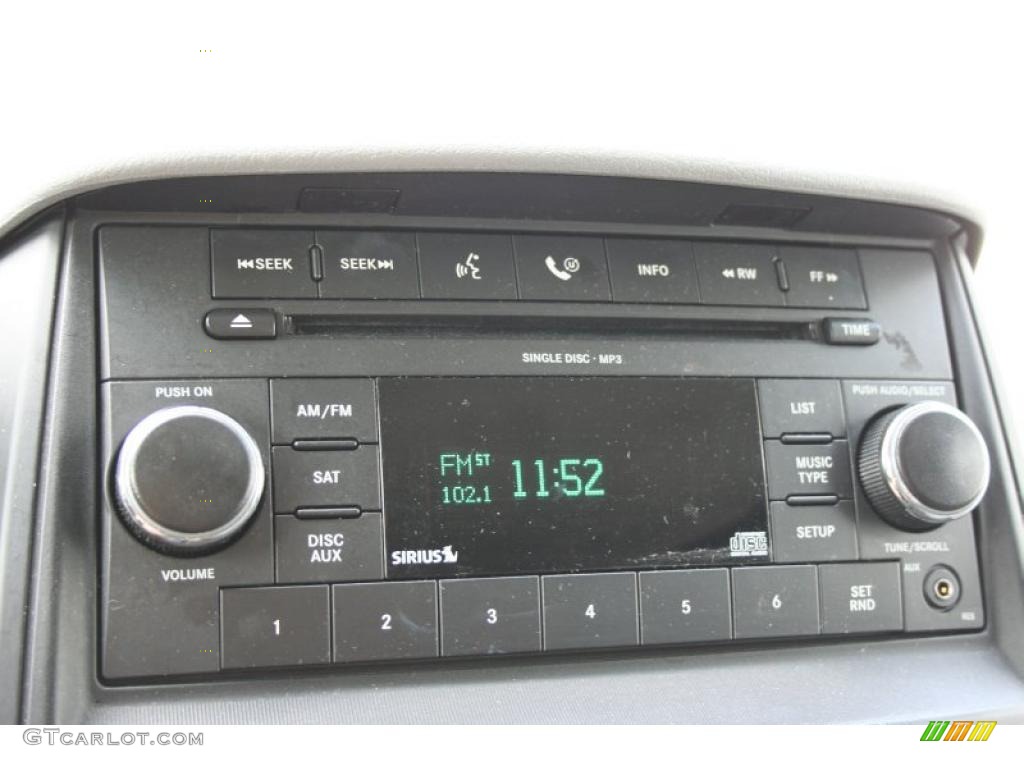 SEEK SEEK INFO RW FF
TIME
SINGLE DISC · MP3
PUSH ON
PUSH AUDIO/SELECT
AM/FM
LIST
SAT
MUSIC
TYPE
DISC
AUX
SETUP
FM ST
102.1
11:52
SIRIUS
disc
VOLUME
TUNE/SCROLL
AUX
1 2 3 4 5 6
SET
RND
GTCARLOT.COM